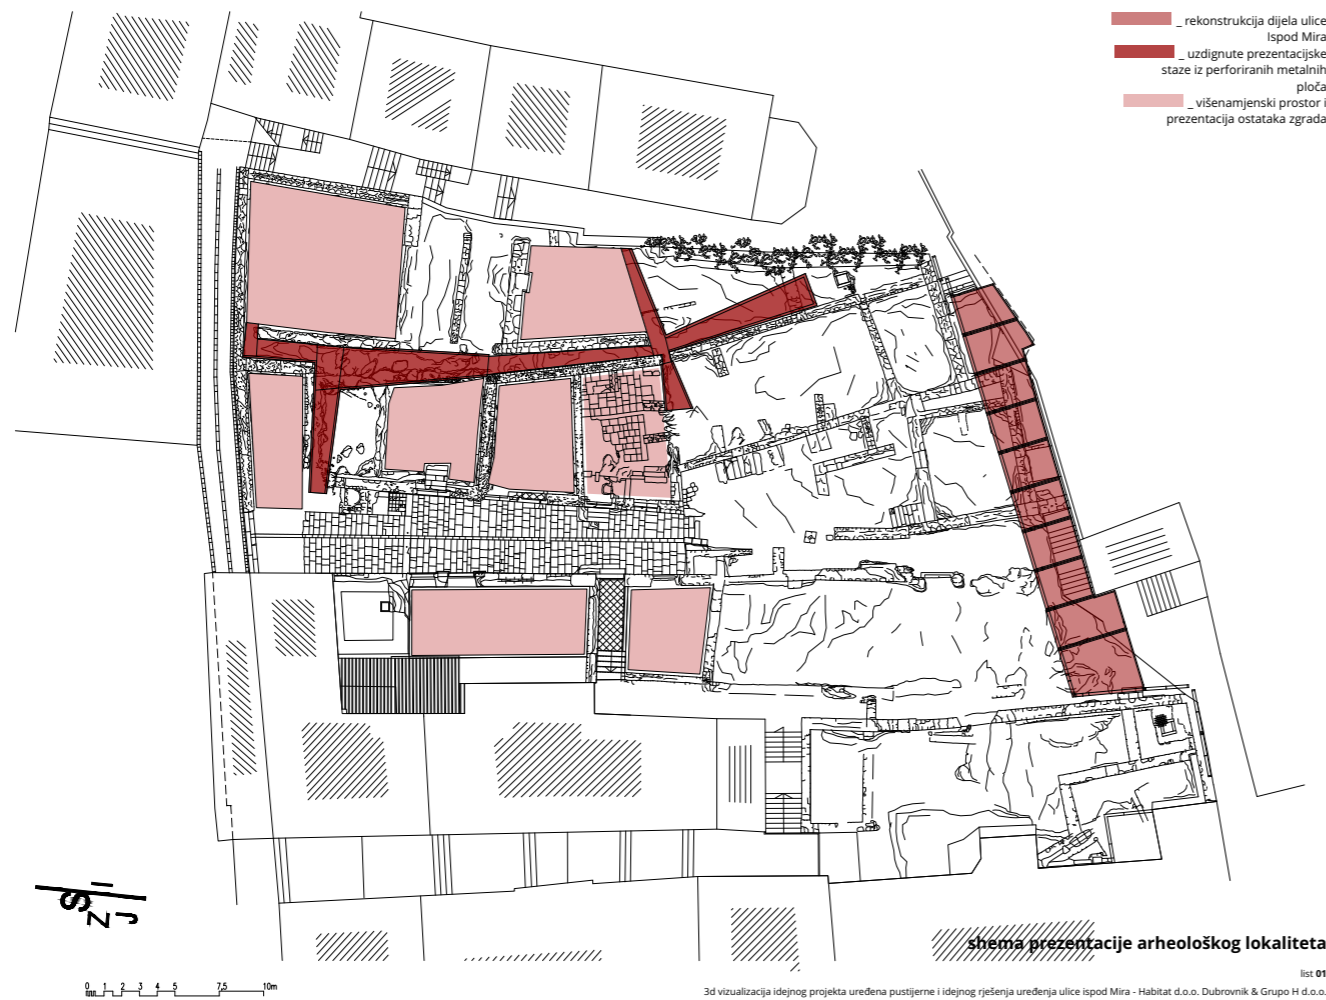 _ rekonstrukcija dijela ulice
Ispod Mira
_ uzdignute prezentacijske
staze iz perforiranih metalnih
ploča
_ višenamjenski prostor i
prezentacija ostataka zgrada
I
S
J
Z
0 1 2 3 4 5 7,5 10m
shema prezentacije arheološkog lokaliteta
list 01
3d vizualizacija idejnog projekta uređena pustijerne i idejnog rješenja uređenja ulice ispod Mira - Habitat d.o.o. Dubrovnik & Grupo H d.o.o.